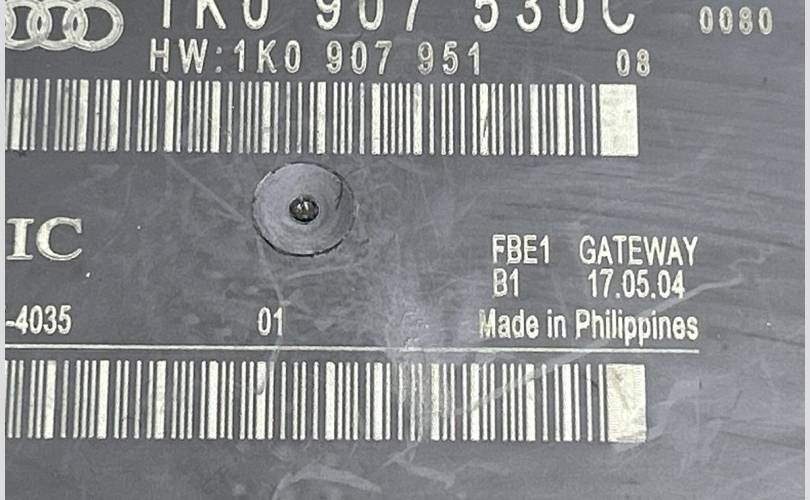 1K0 907 530C 0080
HW:1K0 907 951 08
IC
FBE1 GATEWAY
B1 17.05.04
-4035 01 Made in Philippines